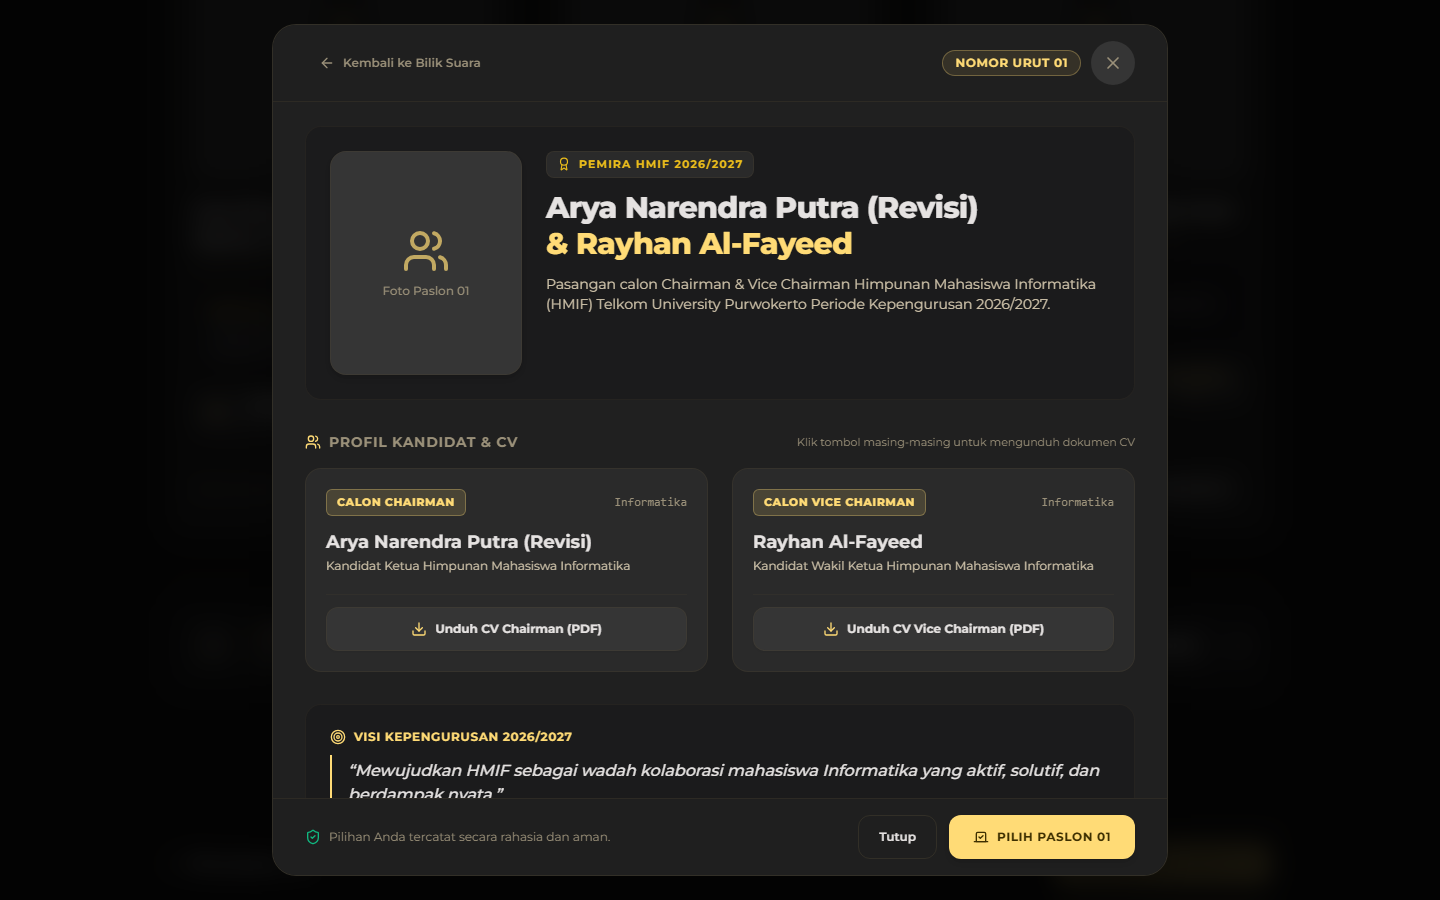 Kembali ke Bilik Suara
NOMOR URUT 01
PEMIRA HMIF 2026/2027
Arya Narendra Putra (Revisi)
& Rayhan Al-Fayeed
Foto Paslon 01
Pasangan calon Chairman & Vice Chairman Himpunan Mahasiswa Informatika
(HMIF) Telkom University Purwokerto Periode Kepengurusan 2026/2027.
PROFIL KANDIDAT & CV
Klik tombol masing-masing untuk mengunduh dokumen CV
CALON CHAIRMAN
Informatika
Arya Narendra Putra (Revisi)
Kandidat Ketua Himpunan Mahasiswa Informatika
Unduh CV Chairman (PDF)
CALON VICE CHAIRMAN
Informatika
Rayhan Al-Fayeed
Kandidat Wakil Ketua Himpunan Mahasiswa Informatika
Unduh CV Vice Chairman (PDF)
VISI KEPENGURUSAN 2026/2027
“Mewujudkan HMIF sebagai wadah kolaborasi mahasiswa Informatika yang aktif, solutif, dan
berdampak nyata.”
Pilihan Anda tercatat secara rahasia dan aman.
Tutup
PILIH PASLON 01